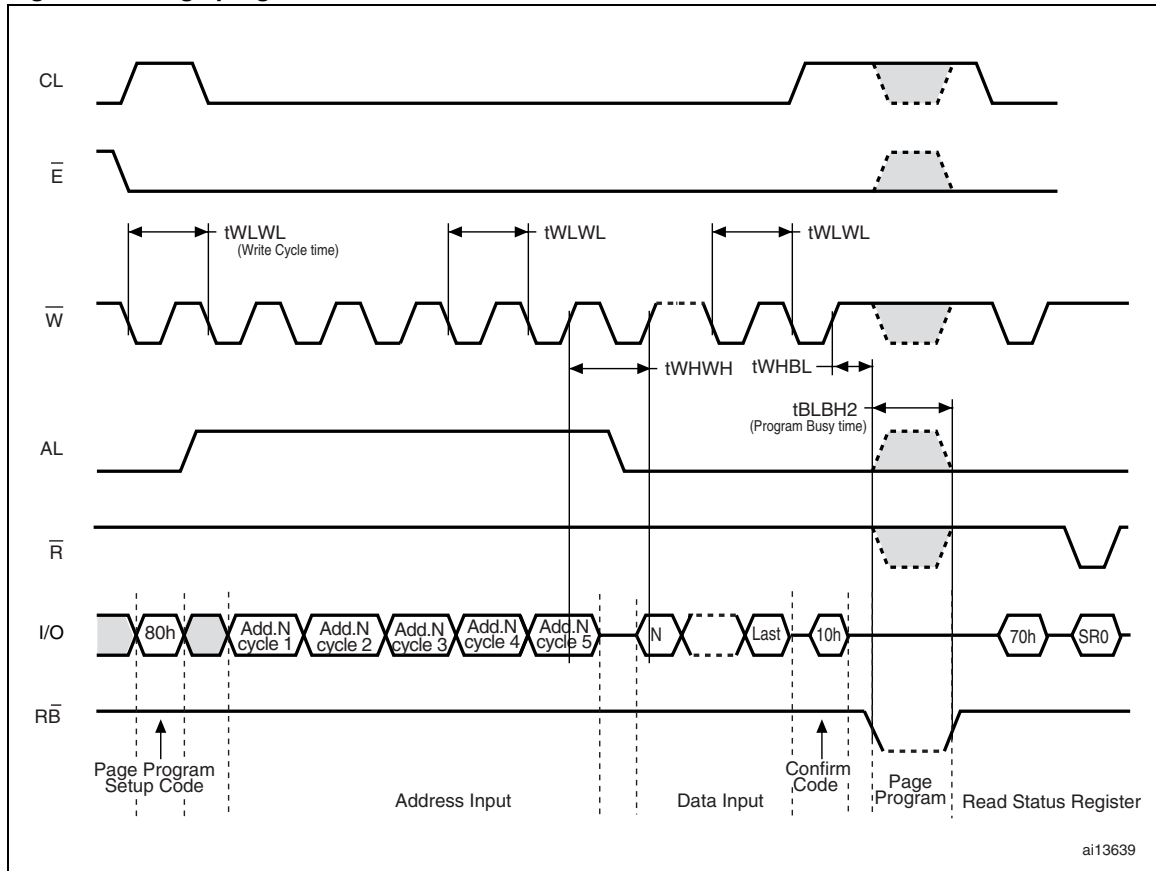 CL
E
tWLWL
(Write Cycle time)
tWLWL
tWLWL
W
tWHWH
tWHBL
tBLBH2
(Program Busy time)
AL
R
I/O
80h
Add.N
cycle 1
Add.N
cycle 2
Add.N
cycle 3
Add.N
cycle 4
Add.N
cycle 5
N
Last
10h
70h
SR0
RB
Page Program
Setup Code
Address Input
Data Input
Confirm
Code
Page
Program
Read Status Register
ai13639